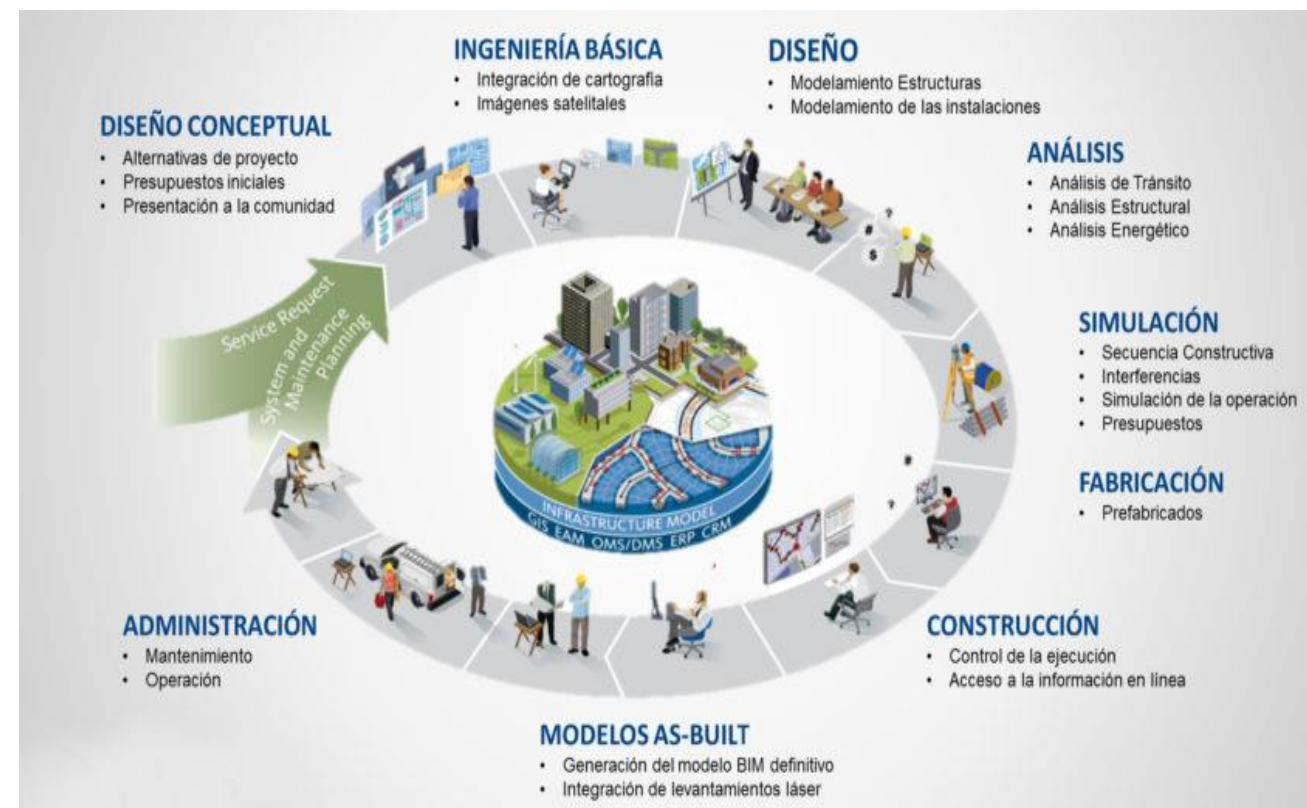 INGENIERÍA BÁSICA
• Integración de cartografía
• Imágenes satelitales
DISEÑO
• Modelamiento Estructuras
• Modelamiento de las instalaciones
DISEÑO CONCEPTUAL
• Alternativas de proyecto
• Presupuestos iniciales
• Presentación a la comunidad
ANÁLISIS
• Análisis de Tránsito
• Análisis Estructural
• Análisis Energético
SIMULACIÓN
• Secuencia Constructiva
• Interferencias
• Simulación de la operación
• Presupuestos
FABRICACIÓN
• Prefabricados
CONSTRUCCIÓN
• Control de la ejecución
• Acceso a la información en línea
MODELOS AS-BUILT
• Generación del modelo BIM definitivo
• Integración de levantamientos láser
ADMINISTRACIÓN
• Mantenimiento
• Operación
Service Request
System and
Maintenance
Planning
INFRASTRUCTURE MODEL
GIS EAM OMS/DMS ERP CRM
?
#
$
#
?